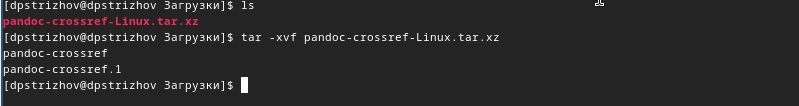 [dpstrizhov@dpstrizhov Загрузки]$ ls
pandoc-crossref-Linux.tar.xz
[dpstrizhov@dpstrizhov Загрузки]$ tar -xvf pandoc-crossref-Linux.tar.xz
pandoc-crossref
pandoc-crossref.1
[dpstrizhov@dpstrizhov Загрузки]$